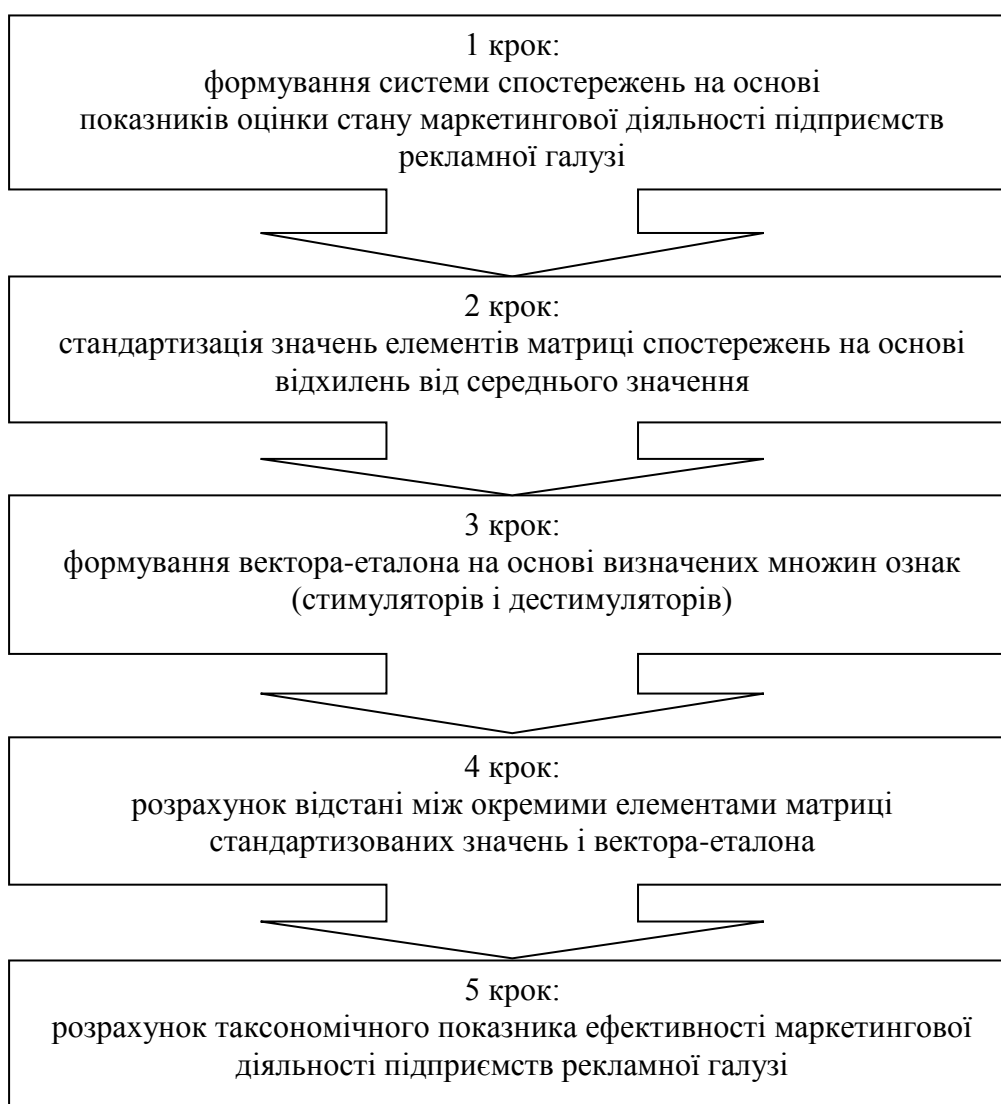 1 крок:
формування системи спостережень на основі
показників оцінки стану маркетингової діяльності підприємств
рекламної галузі
2 крок:
стандартизація значень елементів матриці спостережень на основі
відхилень від середнього значення
3 крок:
формування вектора-еталона на основі визначених множин ознак
(стимуляторів і дестимуляторів)
4 крок:
розрахунок відстані між окремими елементами матриці
стандартизованих значень і вектора-еталона
5 крок:
розрахунок таксономічного показника ефективності маркетингової
діяльності підприємств рекламної галузі